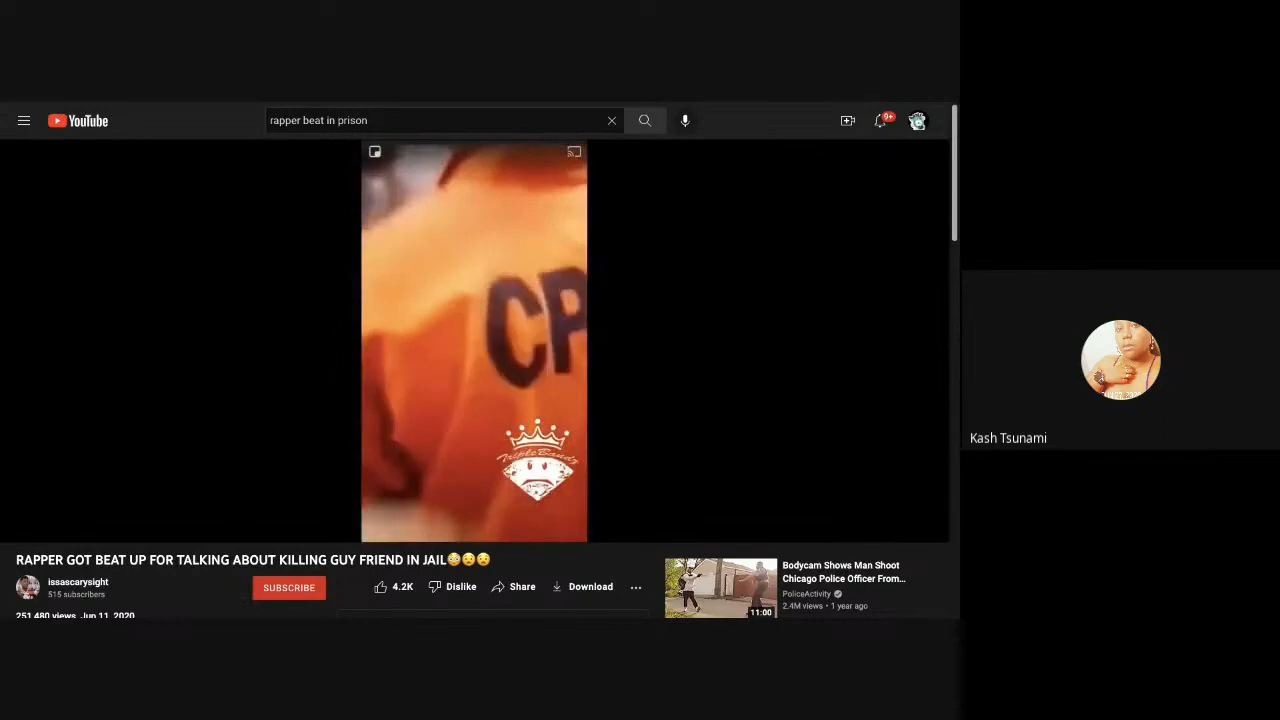 YouTube
rapper beat in prison
9+
CP
TripleBandz
RAPPER GOT BEAT UP FOR TALKING ABOUT KILLING GUY FRIEND IN JAIL😳😔😔
issascarysight
515 subscribers
SUBSCRIBE
4.2K
Dislike
Share
Download
251,480 views Jun 11, 2020
Bodycam Shows Man Shoot
Chicago Police Officer From...
PoliceActivity
2.4M views • 1 year ago
11:00
Kash Tsunami